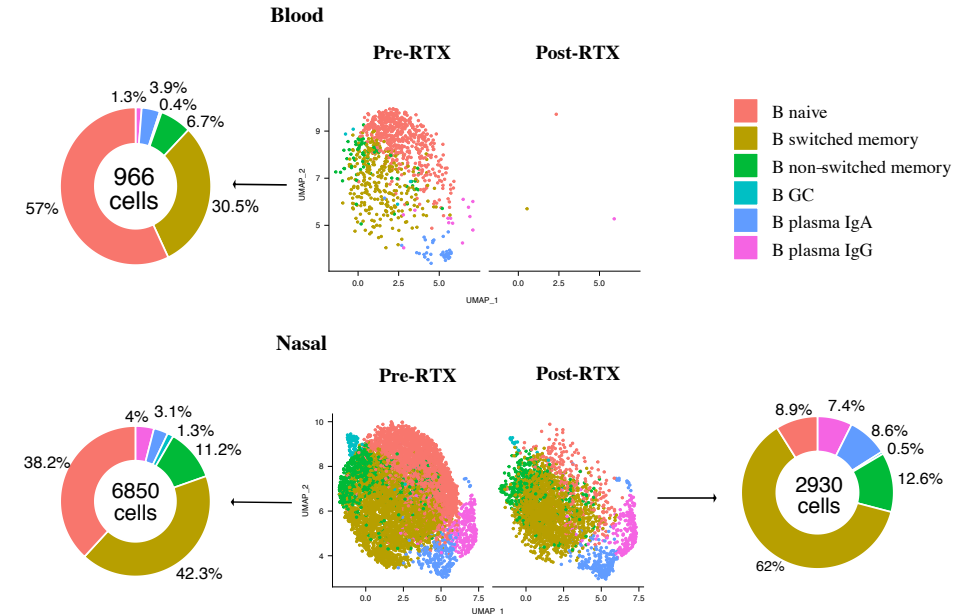 Blood
Pre-RTX
Post-RTX
1.3%
3.9%
0.4%
6.7%
30.5%
57%
966
cells
UMAP_2
9
7
5
0.0
2.5
5.0
0.0
2.5
5.0
UMAP_1
B naive
B switched memory
B non-switched memory
B GC
B plasma IgA
B plasma IgG
Nasal
Pre-RTX
Post-RTX
4%
3.1%
1.3%
11.2%
42.3%
38.2%
6850
cells
UMAP_2
10
8
6
4
0.0
2.5
5.0
7.5
0.0
2.5
5.0
7.5
UMAP_1
8.9%
7.4%
8.6%
0.5%
12.6%
62%
2930
cells